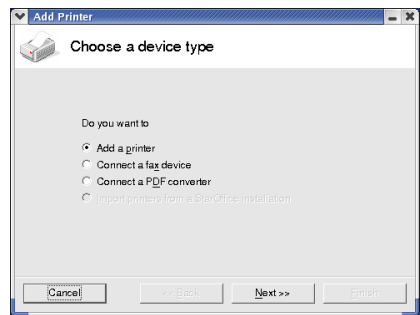 Add Printer
Choose a device type
Do you want to
Add a printer
Connect a fax device
Connect a PDF converter
Import printers from a StarOffice installation
Cancel
<< Back
Next >>
Finish